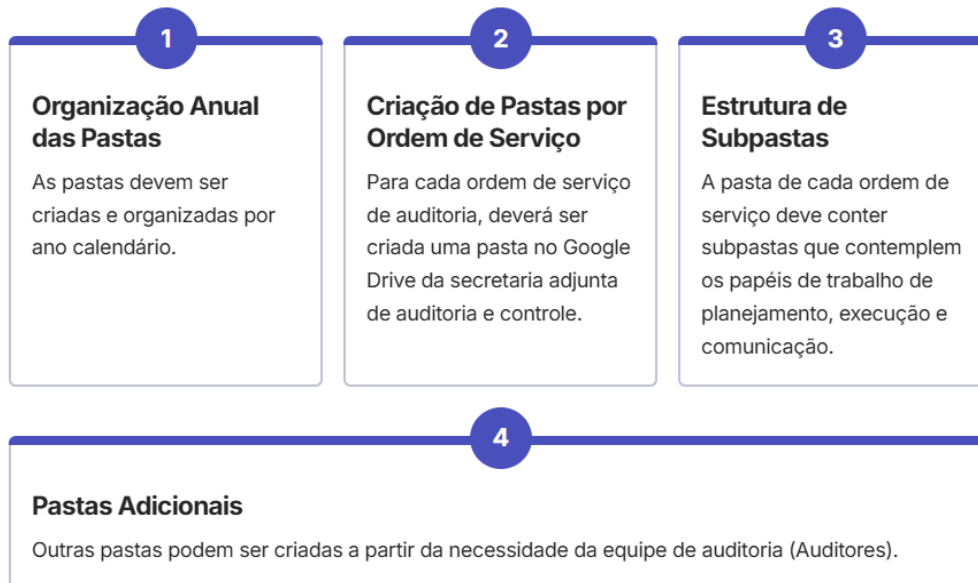 1
Organização Anual
das Pastas
As pastas devem ser
criadas e organizadas por
ano calendário.
2
Criação de Pastas por
Ordem de Serviço
Para cada ordem de serviço
de auditoria, deverá ser
criada uma pasta no Google
Drive da secretaria adjunta
de auditoria e controle.
3
Estrutura de
Subpastas
A pasta de cada ordem de
serviço deve conter
subpastas que contemplem
os papéis de trabalho de
planejamento, execução e
comunicação.
4
Pastas Adicionais
Outras pastas podem ser criadas a partir da necessidade da equipe de auditoria (Auditores).